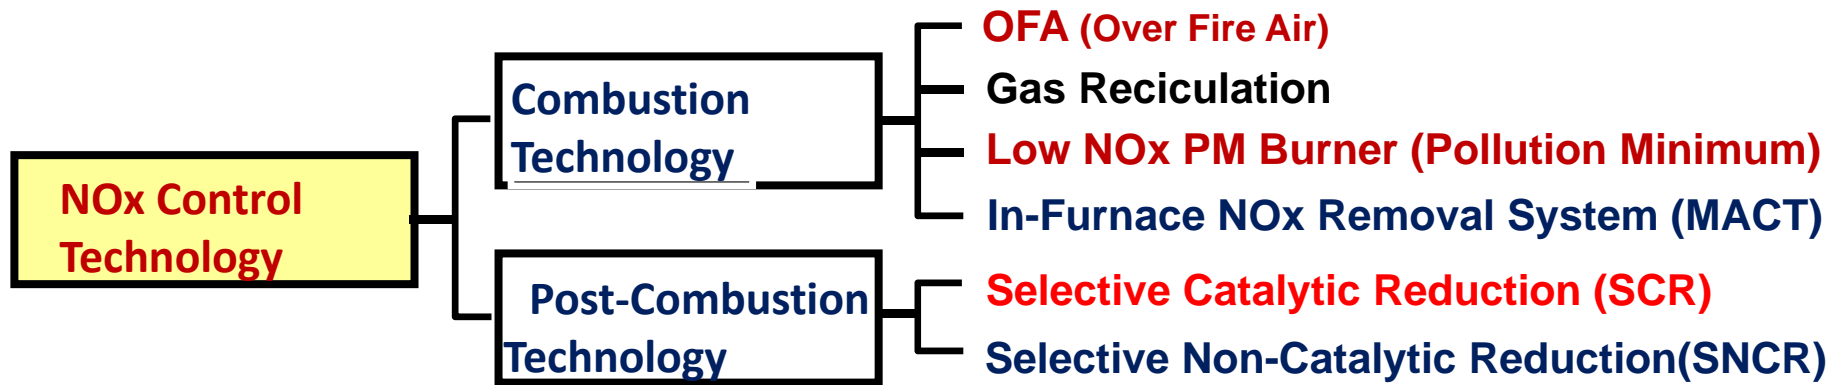 NOx Control
Technology
Combustion
Technology
Post-Combustion
Technology
OFA (Over Fire Air)
Gas Reciculation
Low NOx PM Burner (Pollution Minimum)
In-Furnace NOx Removal System (MACT)
Selective Catalytic Reduction (SCR)
Selective Non-Catalytic Reduction(SNCR)